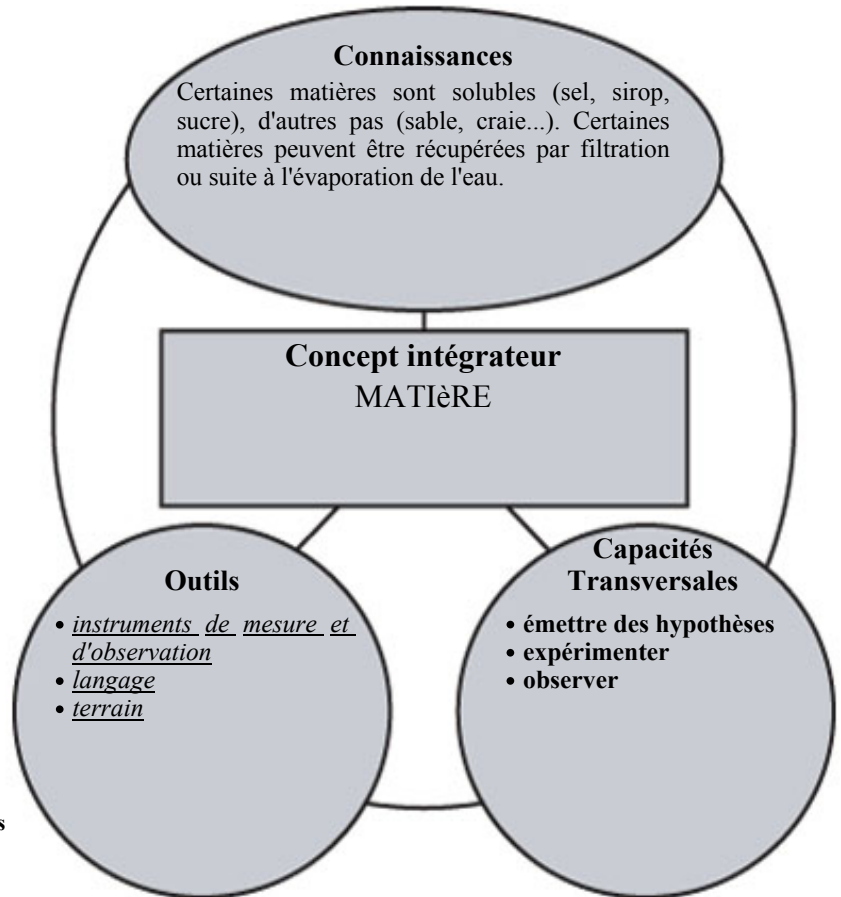 Connaissances
Certaines matières sont solubles (sel, sirop,
sucre), d'autres pas (sable, craie...). Certaines
matières peuvent être récupérées par filtration
ou suite à l'évaporation de l'eau.
Concept intégrateur
MATIèRE
Outils
• instruments de mesure et
d'observation
• langage
• terrain
Capacités
Transversales
• émettre des hypothèses
• expérimenter
• observer
s